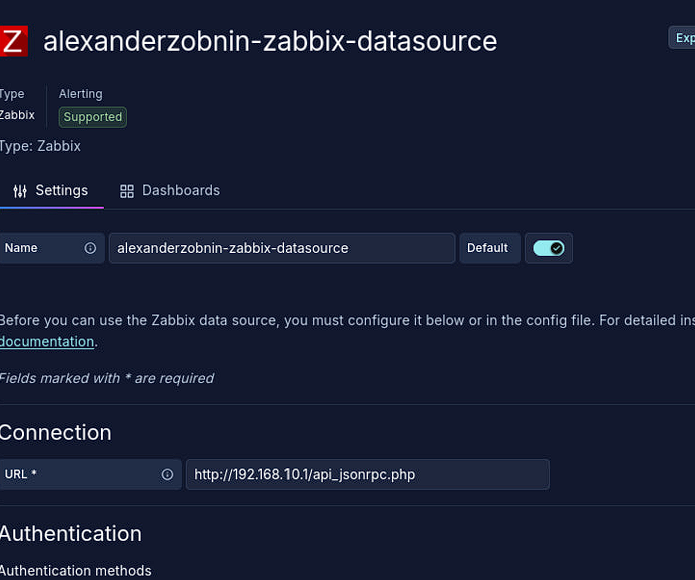 Z alexanderzobnin-zabbix-datasource Exp
Type Alerting
Zabbix Supported
Type: Zabbix
Settings Dashboards
Name alexanderzobnin-zabbix-datasource Default
Before you can use the Zabbix data source, you must configure it below or in the config file. For detailed ins
documentation.
Fields marked with * are required
Connection
URL * http://192.168.10.1/api_jsonrpc.php
Authentication
Authentication methods